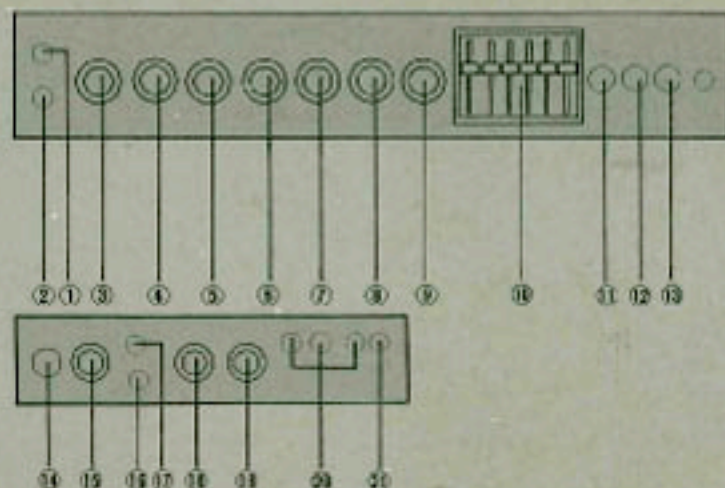 ② ① ③ ④ ⑤ ⑥ ⑦ ⑧ ⑨ ⑩ ⑪ ⑫ ⑬
⑭ ⑮ ⑯ ⑰ ⑱ ⑲ ⑳ ㉑